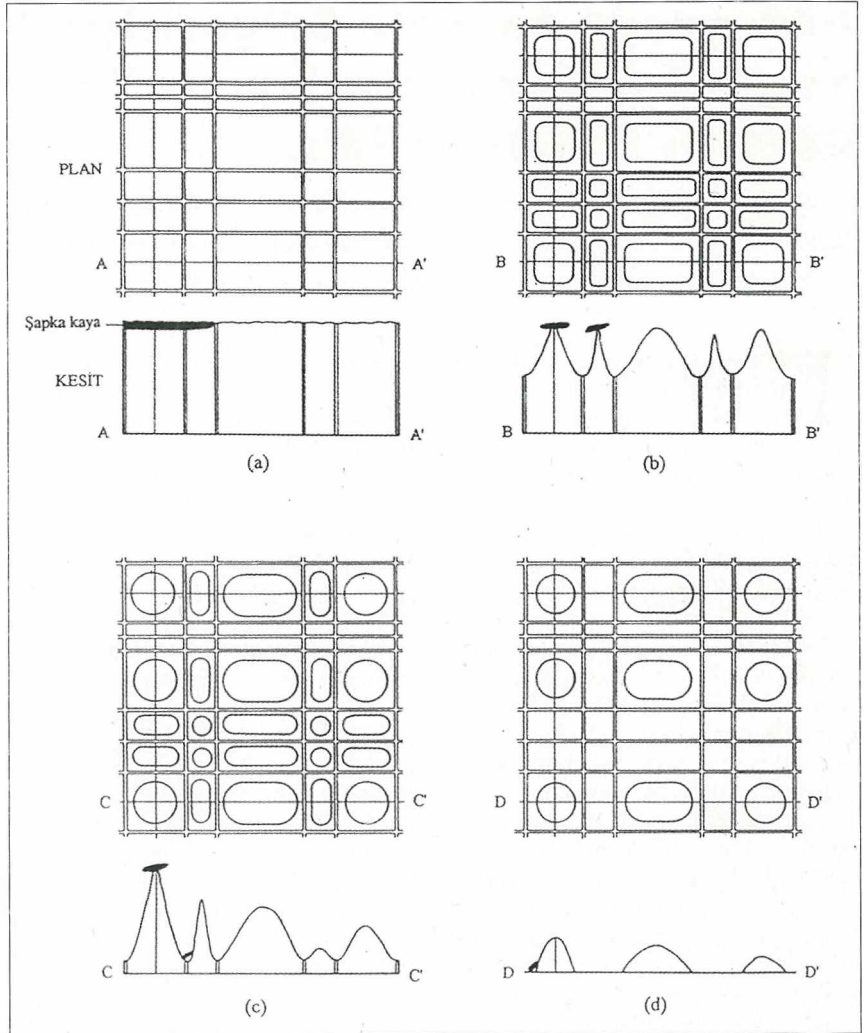 PLAN
A A'
Şapka kaya
KESİT
A A'
(a)
B B'
B B'
(b)
C C'
C C'
(c)
D D'
D D'
(d)